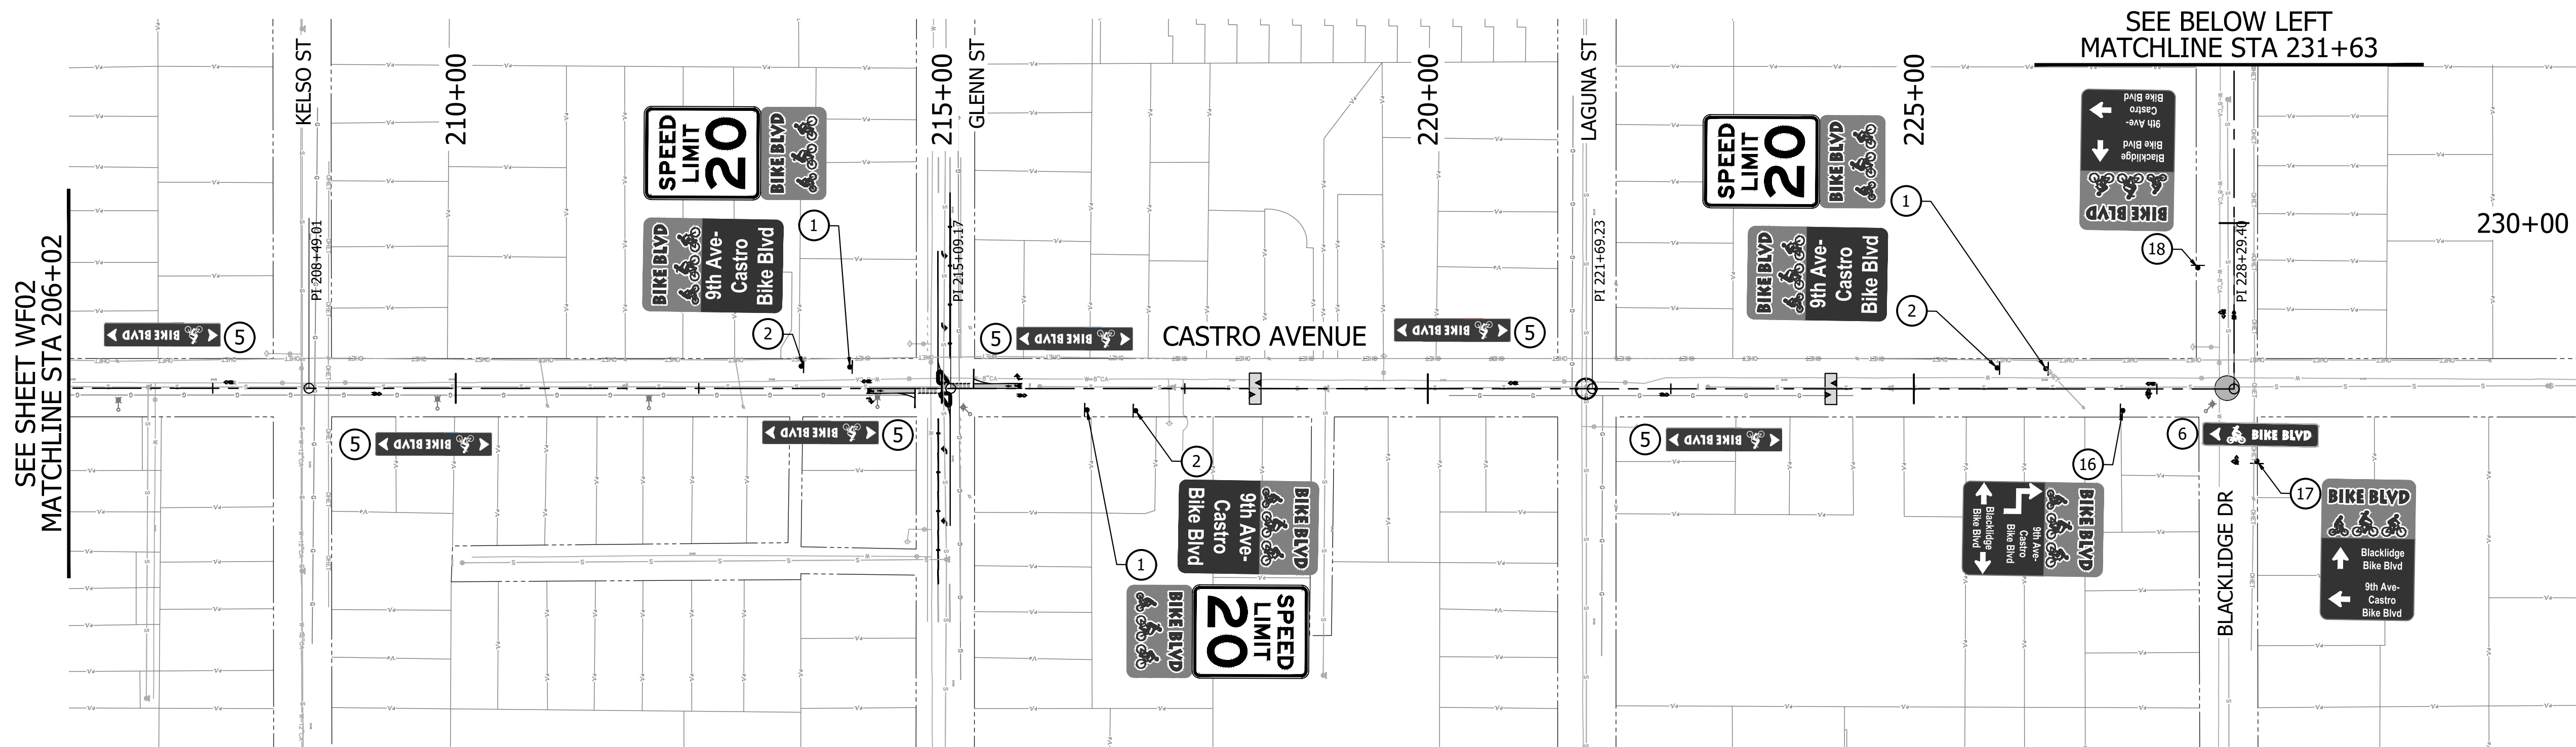 SEE BELOW LEFT
MATCHLINE STA 231+63
KELSO ST
210+00
215+00
GLENN ST
220+00
LAGUNA ST
225+00
230+00
SEE SHEET WF02
MATCHLINE STA 206+02
PI 208+49.01
PI 215+09.17
PI 221+69.23
PI 228+29.40
SPEED
LIMIT
20
BIKE BLVD
1
BIKE BLVD
9th Ave-
Castro
Bike Blvd
2
SPEED
LIMIT
20
BIKE BLVD
1
BIKE BLVD
9th Ave-
Castro
Bike Blvd
2
BIKE BLVD
Blacklidge
Bike Blvd
9th Ave-
Castro
Bike Blvd
18
BIKE BLVD
5
5
BIKE BLVD
CASTRO AVENUE
BIKE BLVD
5
W-8"CA
5
BIKE BLVD
BIKE BLVD
5
2
BIKE BLVD
9th Ave-
Castro
Bike Blvd
1
SPEED
LIMIT
20
BIKE BLVD
5
BIKE BLVD
6
BIKE BLVD
16
BIKE BLVD
9th Ave-
Castro
Bike Blvd
Blacklidge
Bike Blvd
BLACKLIDGE DR
17
BIKE BLVD
Blacklidge
Bike Blvd
9th Ave-
Castro
Bike Blvd